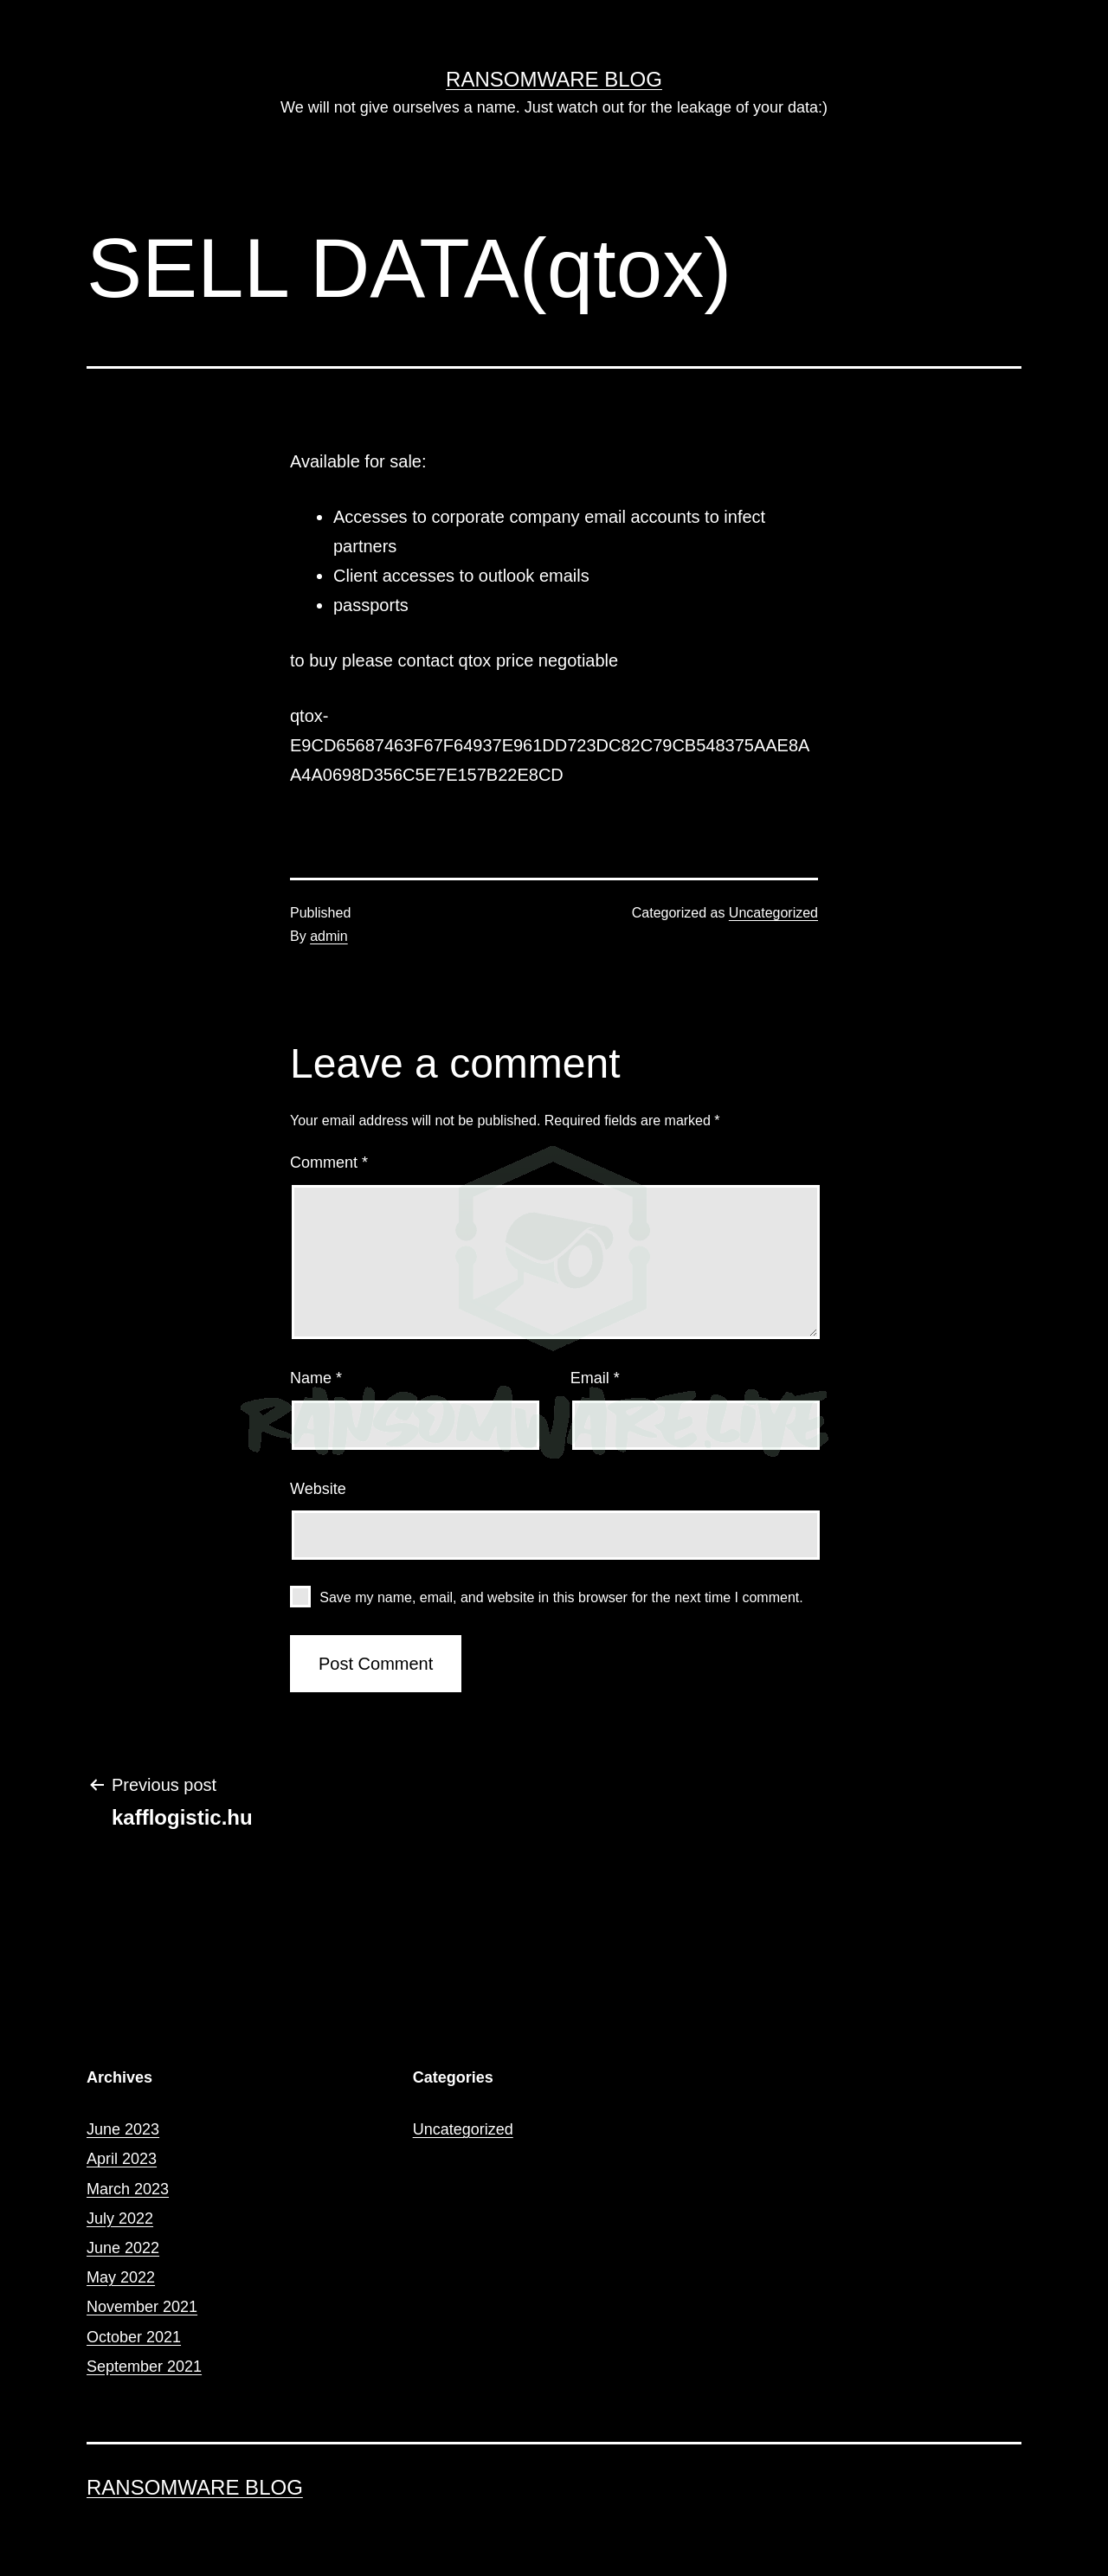 RANSOMWARE BLOG
We will not give ourselves a name. Just watch out for the leakage of your data:)
SELL DATA(qtox)
Available for sale:
• Accesses to corporate company email accounts to infect
partners
• Client accesses to outlook emails
• passports
to buy please contact qtox price negotiable
qtox-
E9CD65687463F67F64937E961DD723DC82C79CB548375AAE8A
A4A0698D356C5E7E157B22E8CD
Published
Categorized as Uncategorized
By admin
Leave a comment
Your email address will not be published. Required fields are marked *
Comment *
Name *
Email *
RANSOMWARE.LIVE
Website
Save my name, email, and website in this browser for the next time I comment.
Post Comment
← Previous post
kafflogistic.hu
Archives
June 2023
April 2023
March 2023
July 2022
June 2022
May 2022
November 2021
October 2021
September 2021
Categories
Uncategorized
RANSOMWARE BLOG